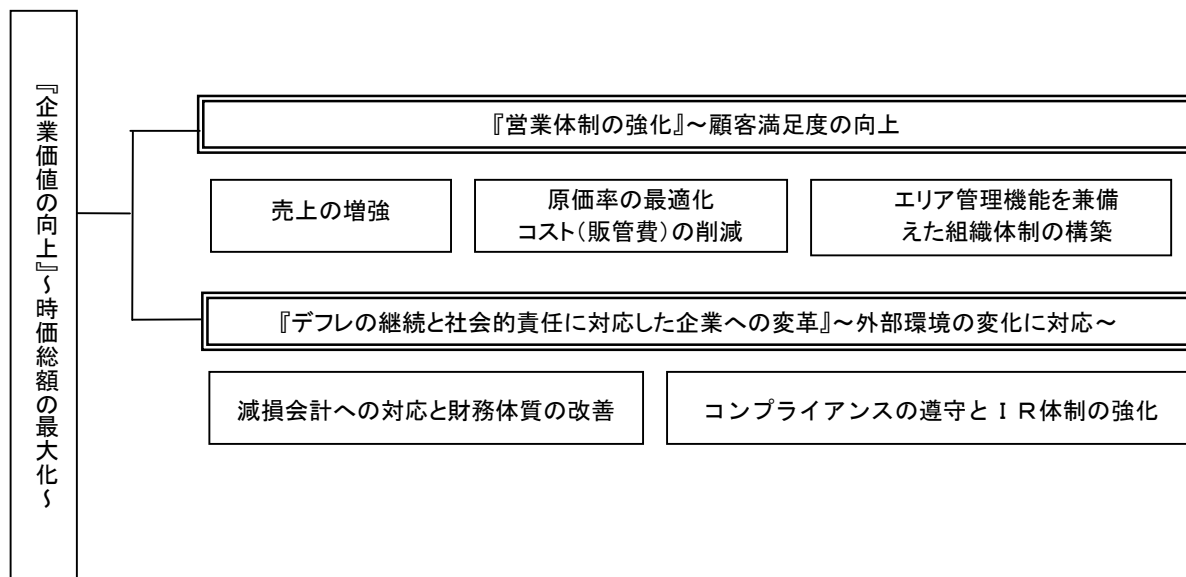 『企業価値の向上』~時価総額の最大化~
『営業体制の強化』~顧客満足度の向上
売上の増強
原価率の最適化
コスト(販管費)の削減
エリア管理機能を兼備
えた組織体制の構築
『デフレの継続と社会的責任に対応した企業への変革』~外部環境の変化に対応~
減損会計への対応と財務体質の改善
コンプライアンスの遵守とIR体制の強化